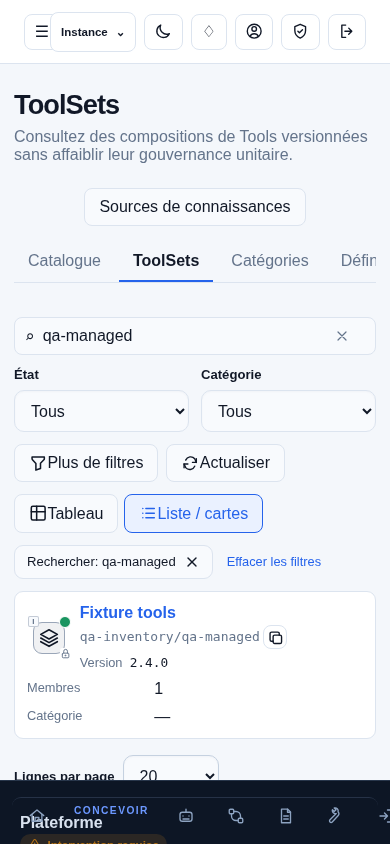 Instance
ToolSets
Consultez des compositions de Tools versionnées
sans affaiblir leur gouvernance unitaire.
Sources de connaissances
Catalogue ToolSets Catégories Défin
qa-managed
État Catégorie
Tous Tous
Plus de filtres Actualiser
Tableau Liste / cartes
Rechercher: qa-managed Effacer les filtres
Fixture tools
qa-inventory/qa-managed
Version 2.4.0
Membres 1
Catégorie —
Lignes par page 20
CONCEVOIR
Plateforme
Intervention requise